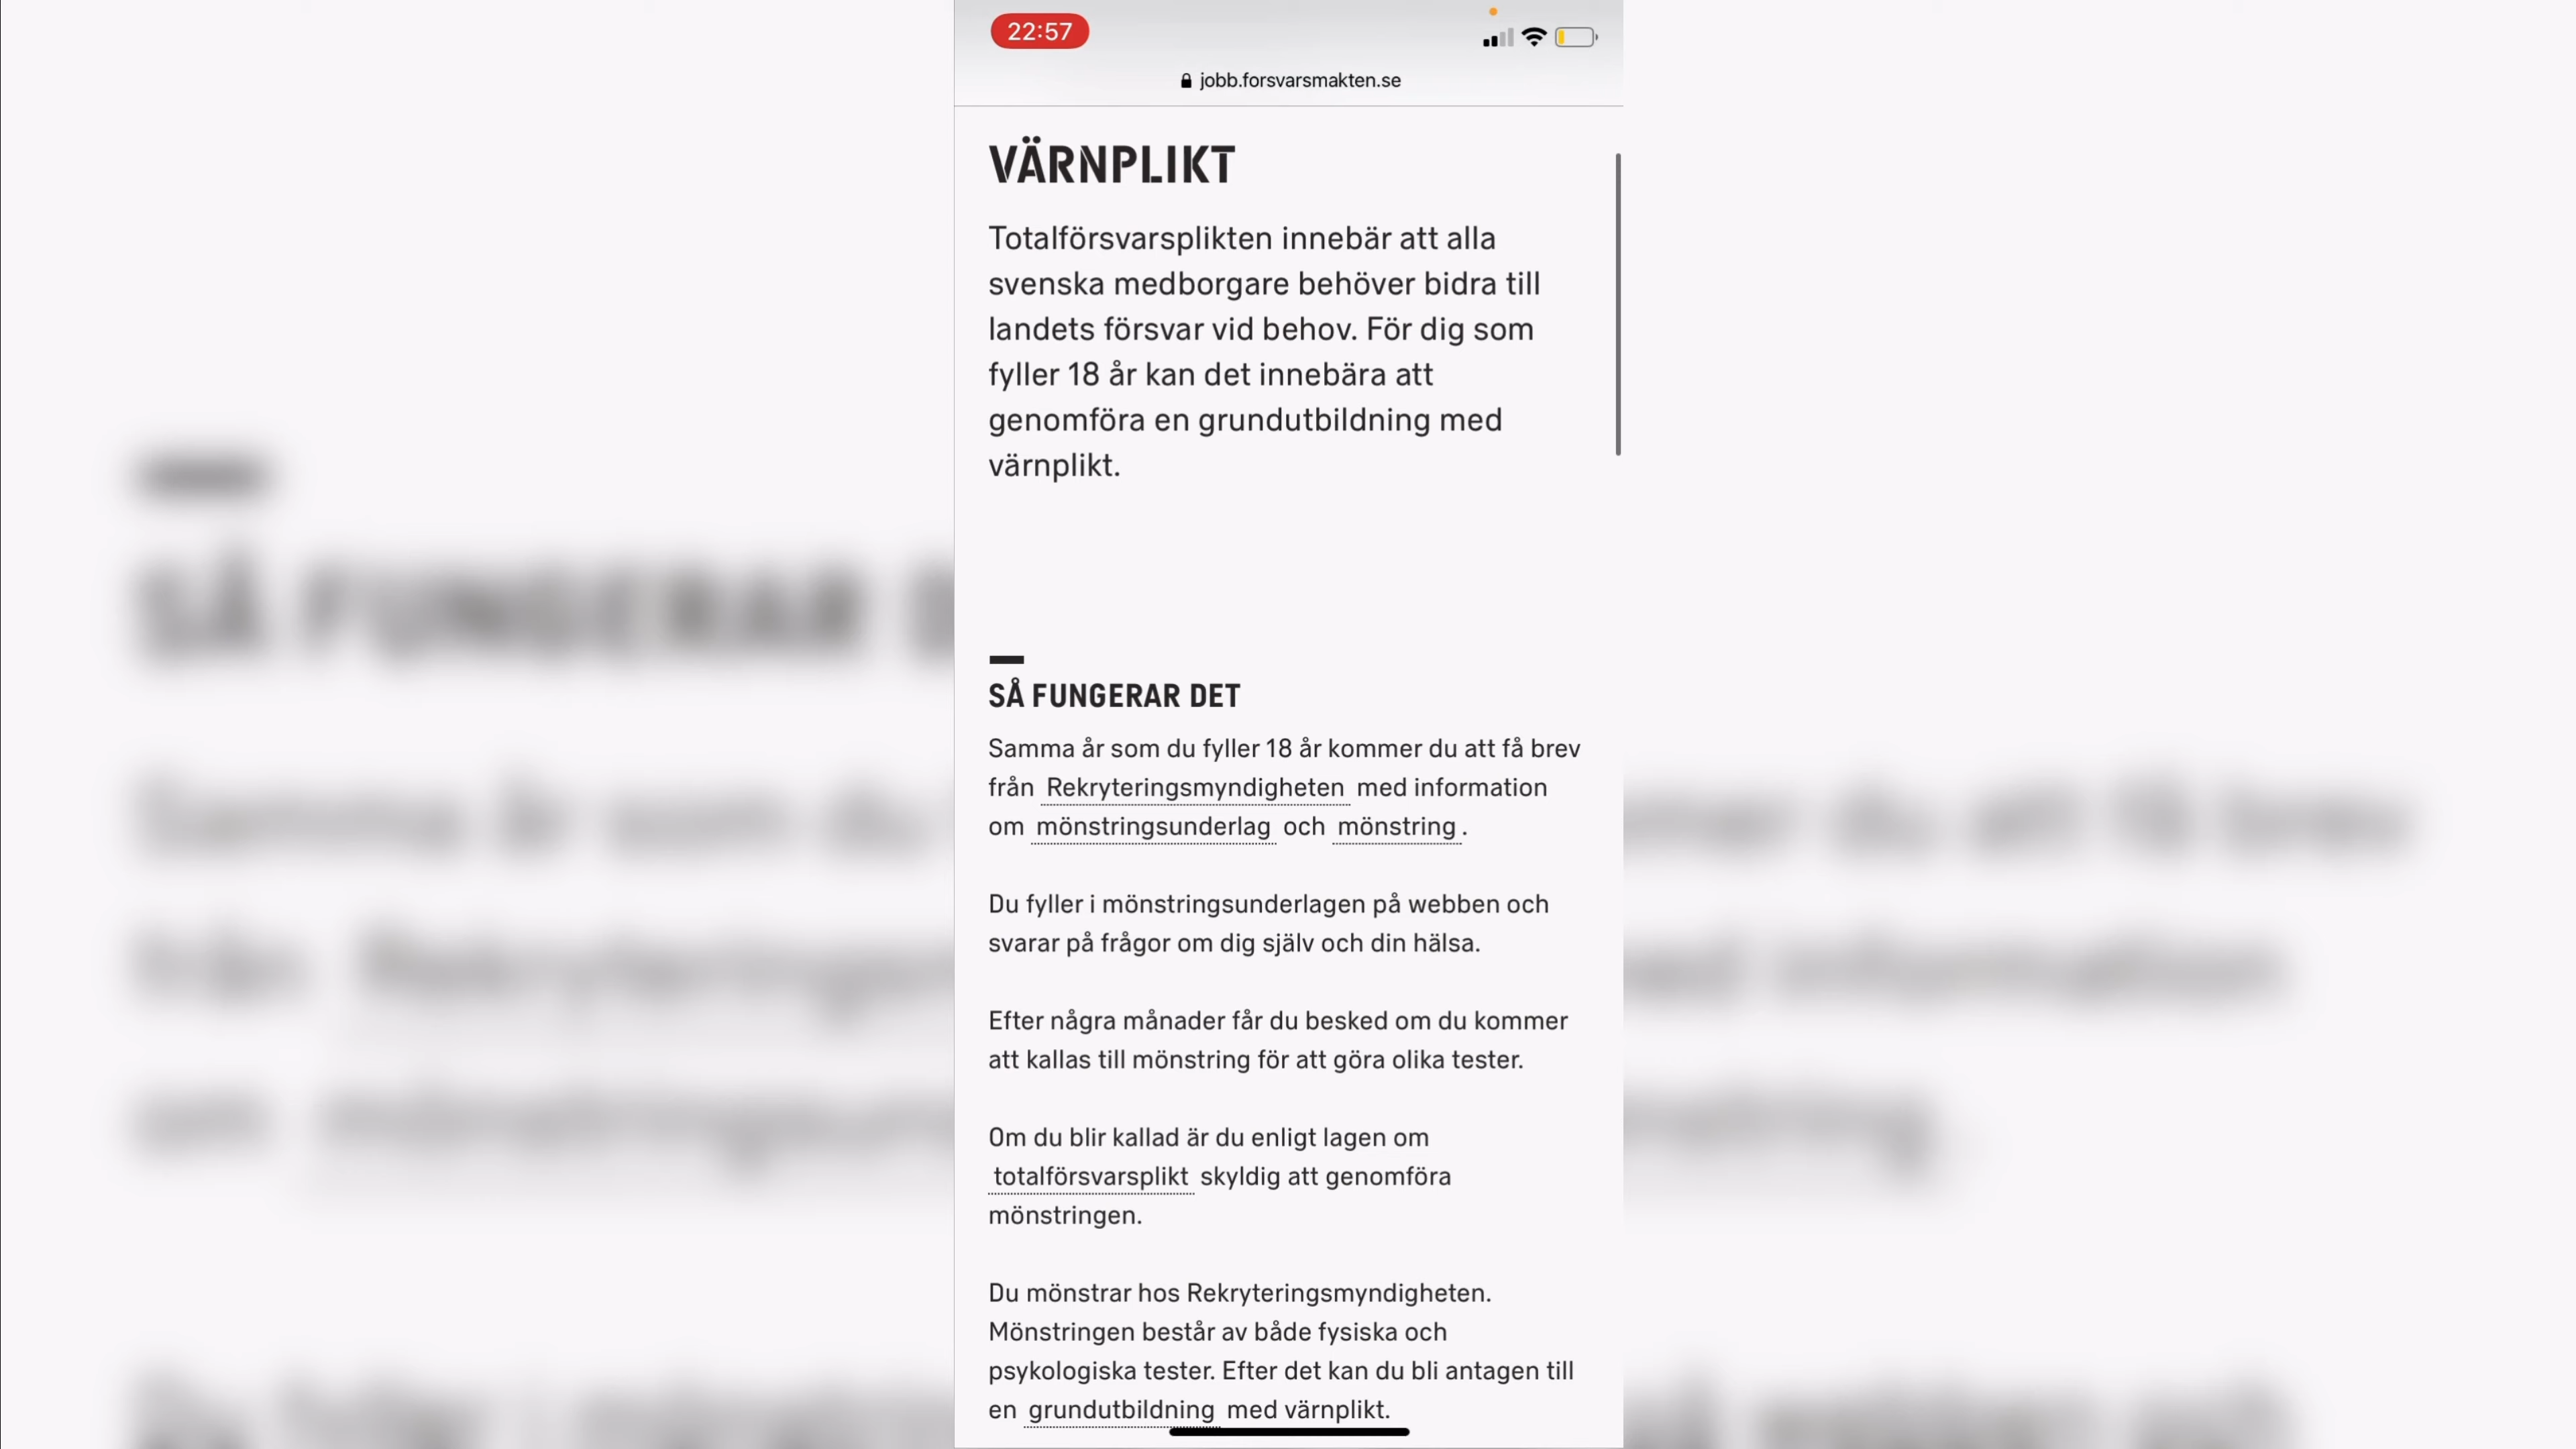 22:57
jobb.forsvarsmakten.se
VÄRNPLIKT
Totalförsvarsplikten innebär att alla
svenska medborgare behöver bidra till
landets försvar vid behov. För dig som
fyller 18 år kan det innebära att
genomföra en grundutbildning med
värnplikt.
SÅ FUNGERAR DET
Samma år som du fyller 18 år kommer du att få brev
från Rekryteringsmyndigheten med information
om mönstringsunderlag och mönstring.
Du fyller i mönstringsunderlagen på webben och
svarar på frågor om dig själv och din hälsa.
Efter några månader får du besked om du kommer
att kallas till mönstring för att göra olika tester.
Om du blir kallad är du enligt lagen om
totalförsvarsplikt skyldig att genomföra
mönstringen.
Du mönstrar hos Rekryteringsmyndigheten.
Mönstringen består av både fysiska och
psykologiska tester. Efter det kan du bli antagen till
en grundutbildning med värnplikt.